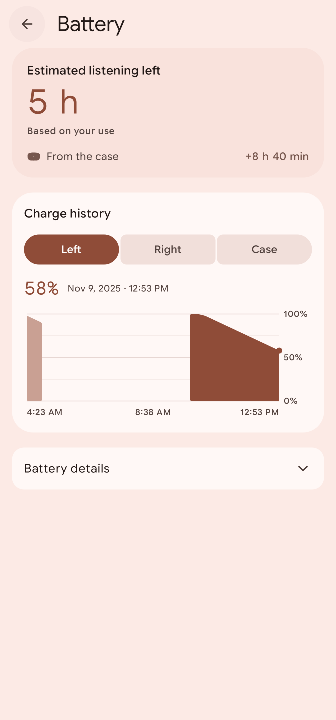 Battery
Estimated listening left
5 h
Based on your use
From the case +8 h 40 min
Charge history
Left Right Case
58% Nov 9, 2025 - 12:53 PM
100%
50%
0%
4:23 AM 8:38 AM 12:53 PM
Battery details